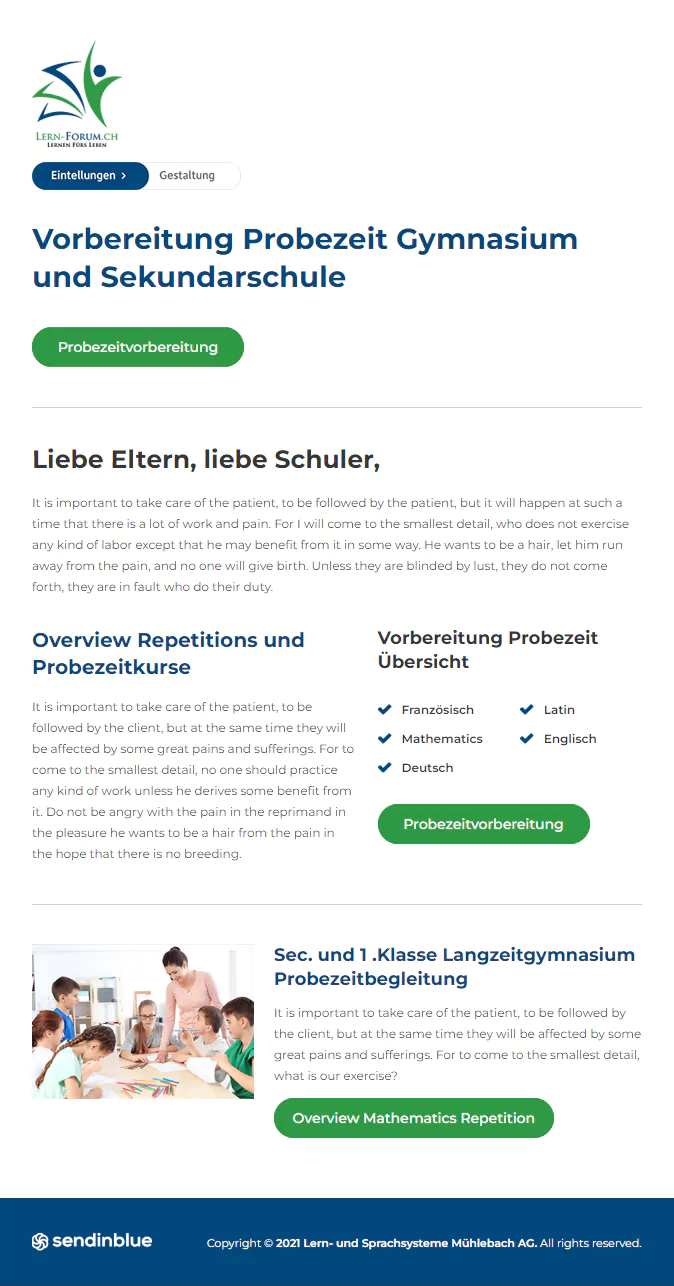 LERN-FORUM.CH
LERNEN FÜRS LEBEN
Eintellungen >
Gestaltung
Vorbereitung Probezeit Gymnasium
und Sekundarschule
Probezeitvorbereitung
Liebe Eltern, liebe Schuler,
It is important to take care of the patient, to be followed by the patient, but it will happen at such a
time that there is a lot of work and pain. For I will come to the smallest detail, who does not exercise
any kind of labor except that he may benefit from it in some way. He wants to be a hair, let him run
away from the pain, and no one will give birth. Unless they are blinded by lust, they do not come
forth, they are in fault who do their duty.
Overview Repetitions und
Probezeitkurse
It is important to take care of the patient, to be
followed by the client, but at the same time they will
be affected by some great pains and sufferings. For to
come to the smallest detail, no one should practice
any kind of work unless he derives some benefit from
it. Do not be angry with the pain in the reprimand in
the pleasure he wants to be a hair from the pain in
the hope that there is no breeding.
Vorbereitung Probezeit
Übersicht
Französisch
Latin
Mathematics
Englisch
Deutsch
Probezeitvorbereitung
Sec. und 1 .Klasse Langzeitgymnasium
Probezeitbegleitung
It is important to take care of the patient, to be followed by
the client, but at the same time they will be affected by some
great pains and sufferings. For to come to the smallest detail,
what is our exercise?
Overview Mathematics Repetition
sendinblue
Copyright © 2021 Lern- und Sprachsysteme Mühlebach AG. All rights reserved.